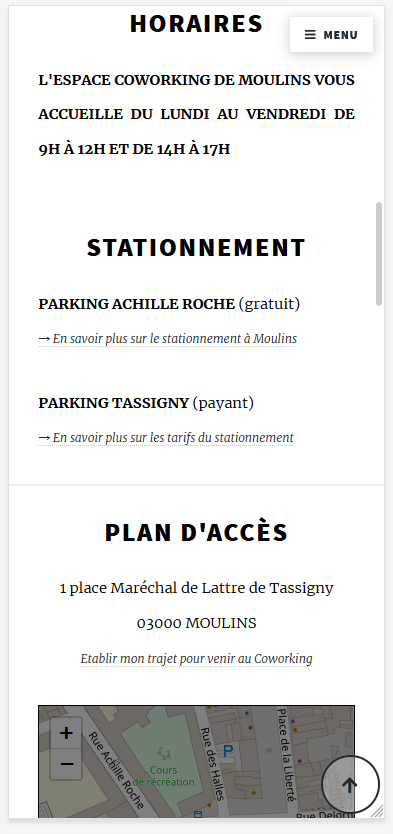 HORAIRES
≡ MENU
L'ESPACE COWORKING DE MOULINS VOUS
ACCUEILLE DU LUNDI AU VENDREDI DE
9H À 12H ET DE 14H À 17H
STATIONNEMENT
PARKING ACHILLE ROCHE (gratuit)
→ En savoir plus sur le stationnement à Moulins
PARKING TASSIGNY (payant)
→ En savoir plus sur les tarifs du stationnement
PLAN D'ACCÈS
1 place Maréchal de Lattre de Tassigny
03000 MOULINS
Etablir mon trajet pour venir au Coworking
+
−
Rue Achille Roche
Cours
de récréation
Rue des Halles
P
Place de la Liberté
Rue Delorm